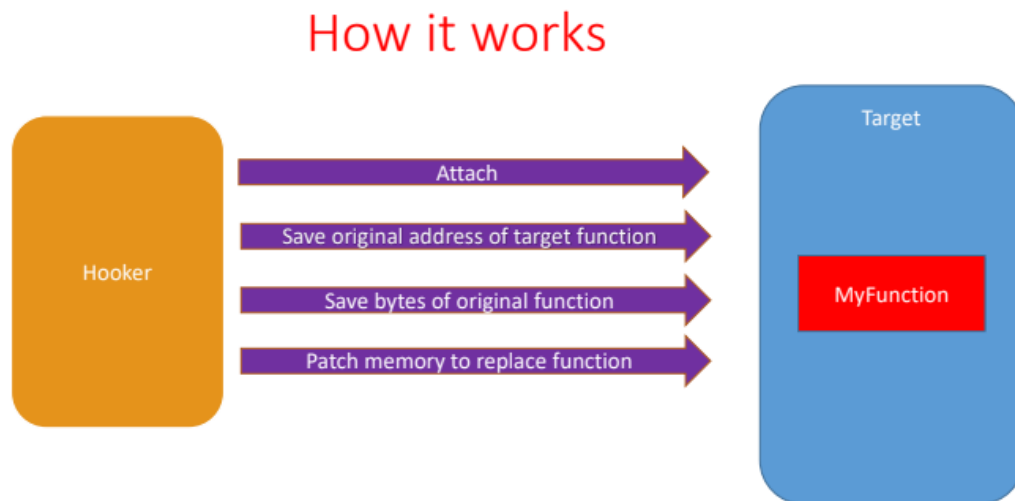 How it works
Target
Attach
Save original address of target function
Hooker
MyFunction
Save bytes of original function
Patch memory to replace function